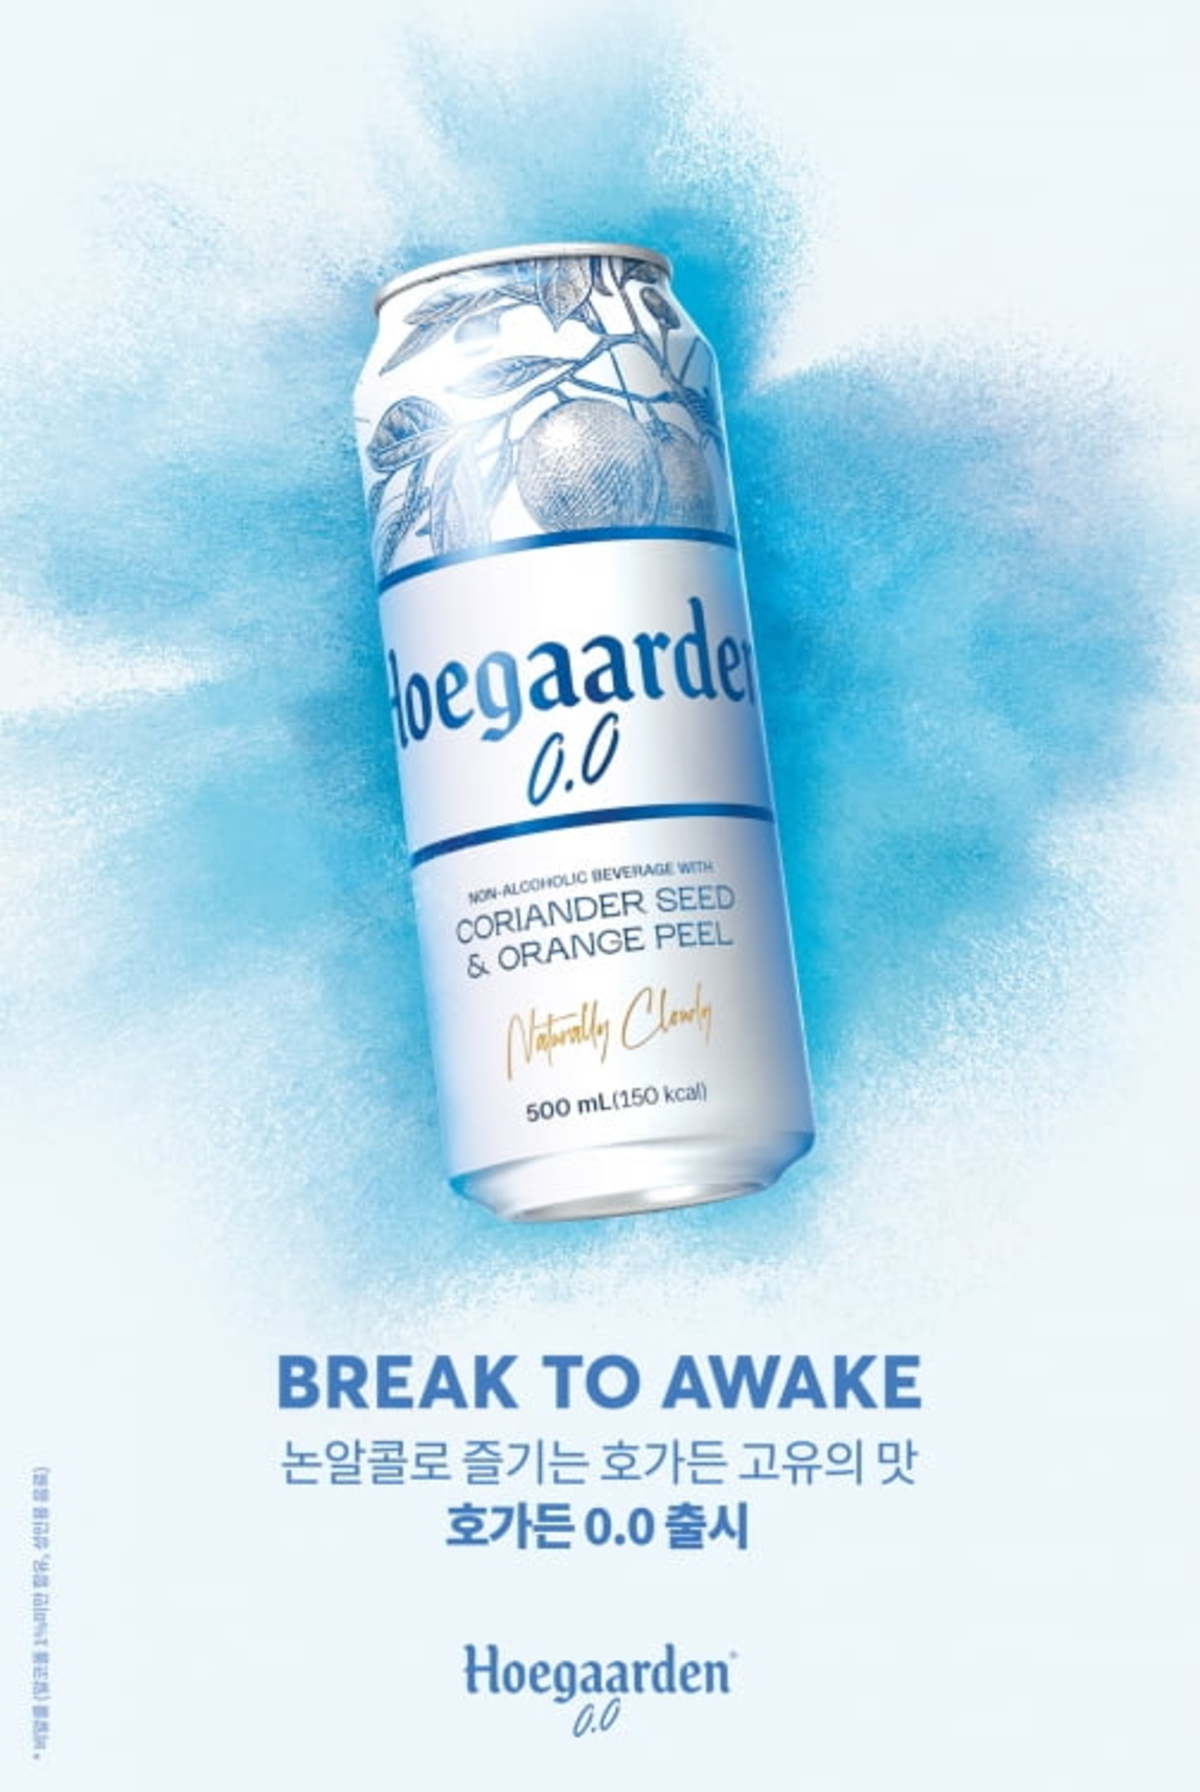 Hoegaarden
0.0
NON-ALCOHOLIC BEVERAGE WITH
CORIANDER SEED
& ORANGE PEEL
Naturally Cloudy
500 mL(150 kcal)
BREAK TO AWAKE
논알콜로 즐기는 호가든 고유의 맛
호가든 0.0 출시
Hoegaarden
0.0